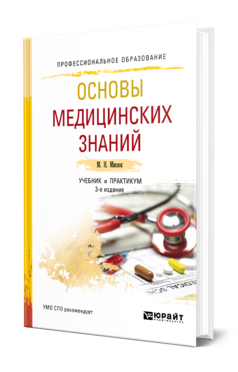 ПРОФЕССИОНАЛЬНОЕ ОБРАЗОВАНИЕ
ОСНОВЫ
МЕДИЦИНСКИХ
ЗНАНИЙ
М. Н. Мисюк
УЧЕБНИК и ПРАКТИКУМ
3-е издание
УМО СПО рекомендует
юрайт